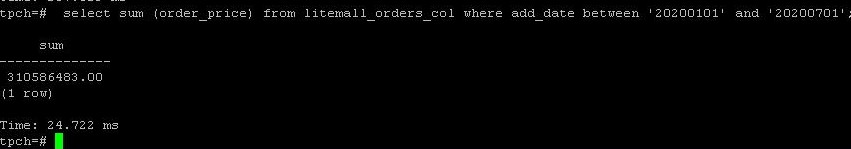 tpch=#  select sum (order_price) from litemall_orders_col where add_date between '20200101' and '20200701';
sum
--------------
310586483.00
(1 row)
Time: 24.722 ms
tpch=#